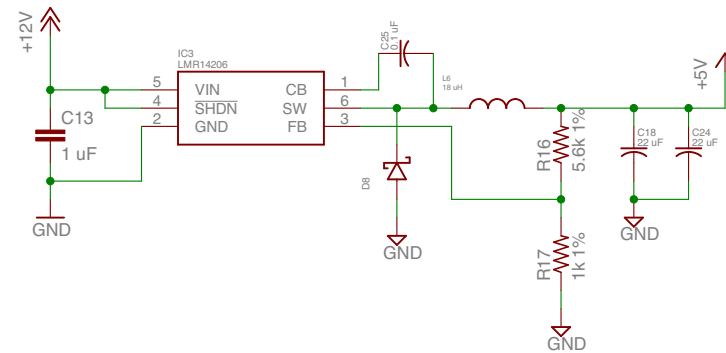 +12V
IC3
LMR14206
5 VIN CB 1
4 SHDN SW 6
2 GND FB 3
C13
1 uF
GND
C25
0.1 uF
L6
18 uH
D8
GND
R16
5.6k 1%
R17
1k 1%
GND
C18
22 uF
C24
22 uF
GND
+5V